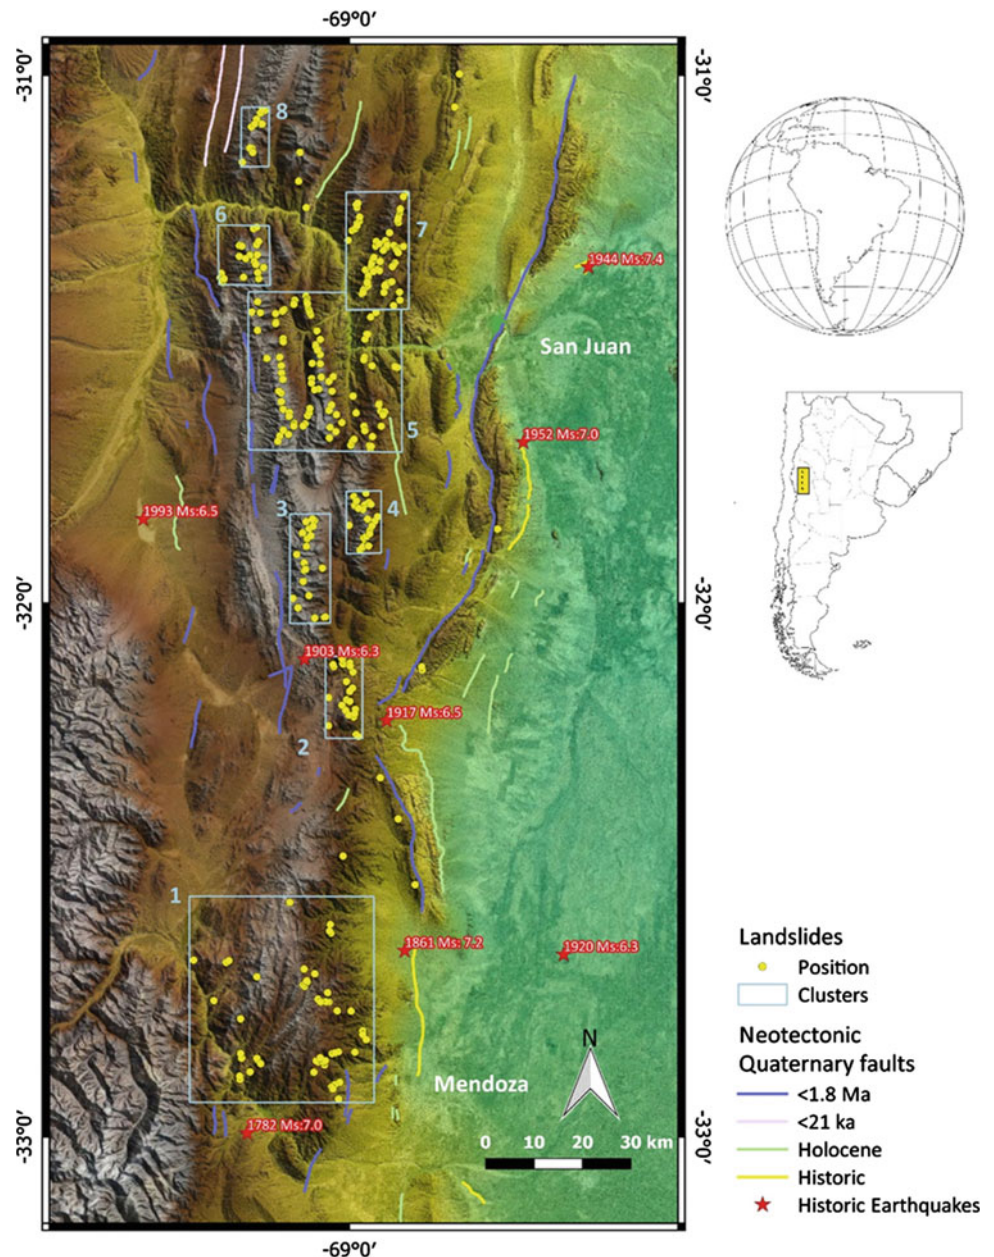 -69°0′
-31°0′
-31°0′
8
6
7
1944 Ms:7.4
San Juan
5
1952 Ms:7.0
3
4
1993 Ms:6.5
-32°0′
-32°0′
1903 Ms:6.3
1917 Ms:6.5
2
1
1861 Ms: 7.2
1920 Ms:6.3
N
Mendoza
1782 Ms:7.0
0 10 20 30 km
-33°0′
-33°0′
-69°0′
Landslides
Position
Clusters
Neotectonic
Quaternary faults
<1.8 Ma
<21 ka
Holocene
Historic
Historic Earthquakes